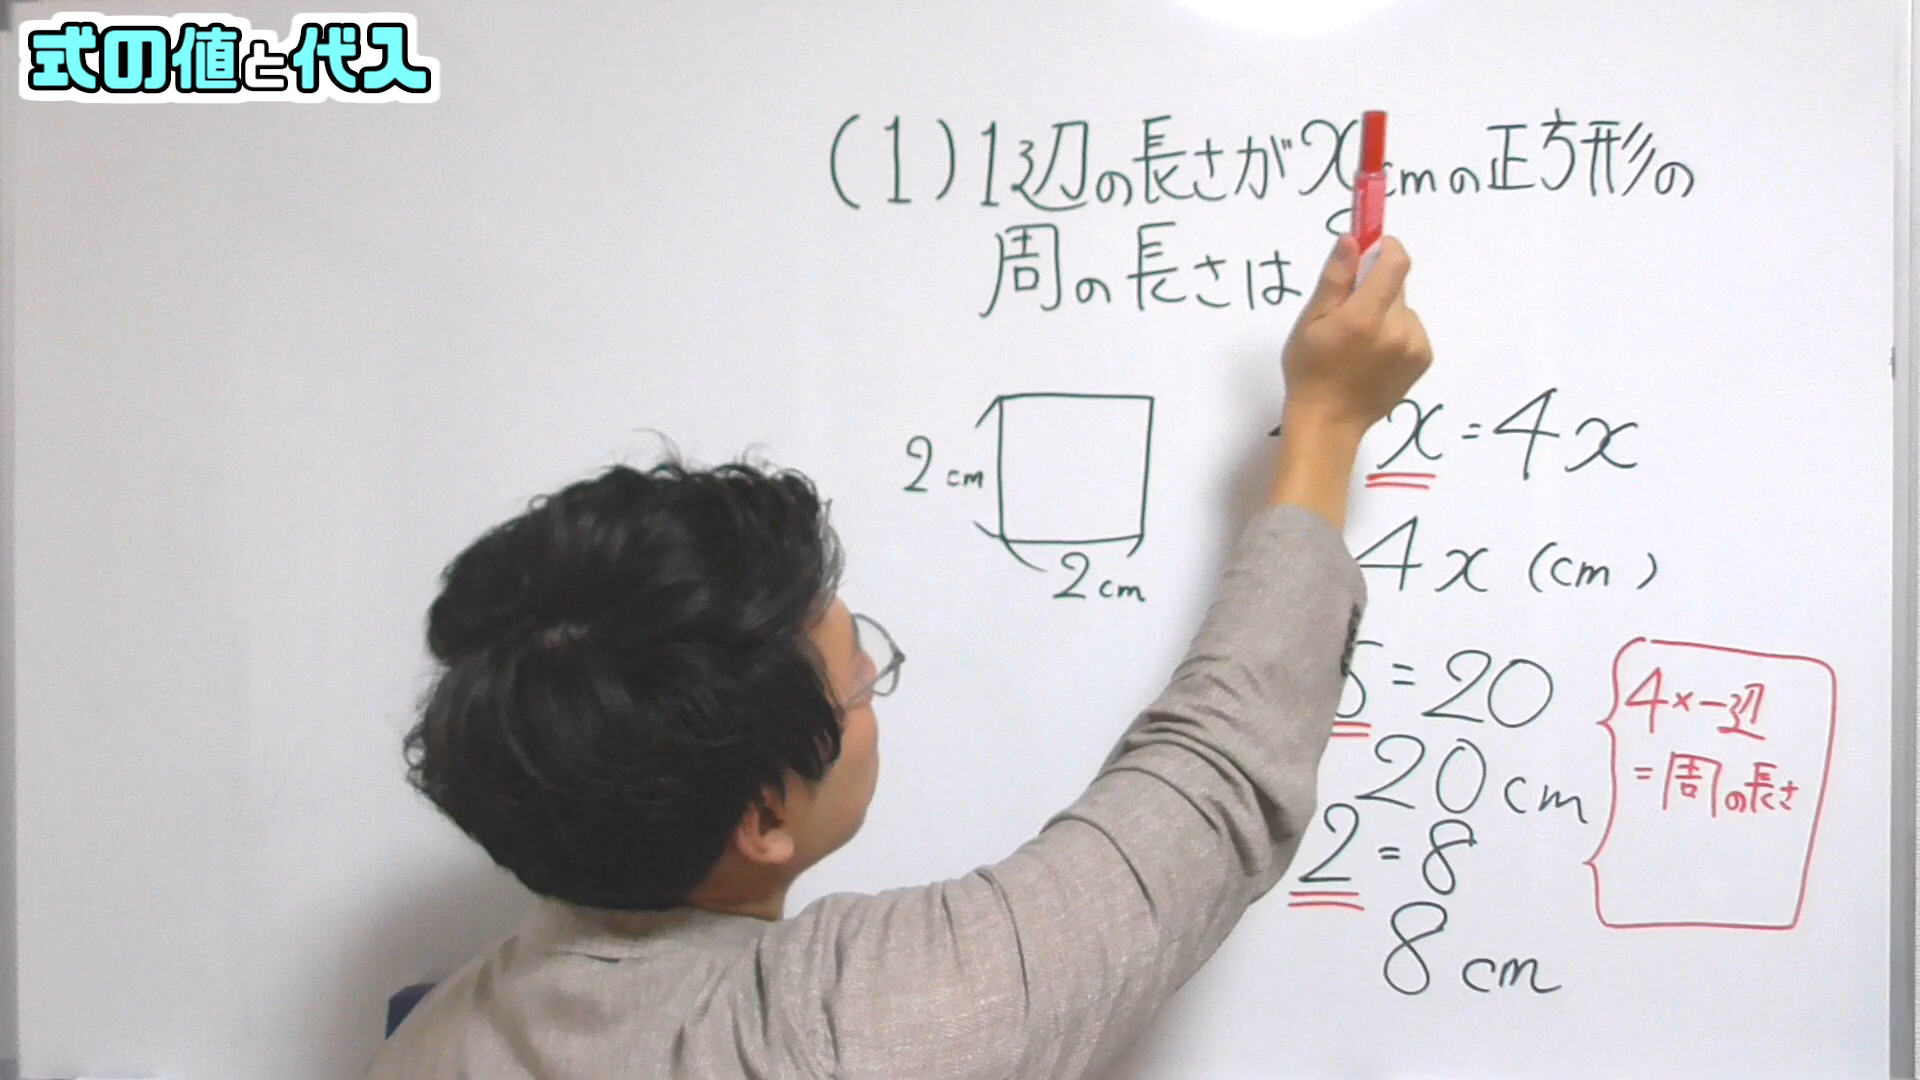 式の値と代入
(1)1辺の長さがx cmの正方形の
周の長さは
2cm
2cm
x=4x
4x (cm)
5=20
20cm
2=8
8cm
4×一辺
=周の長さ